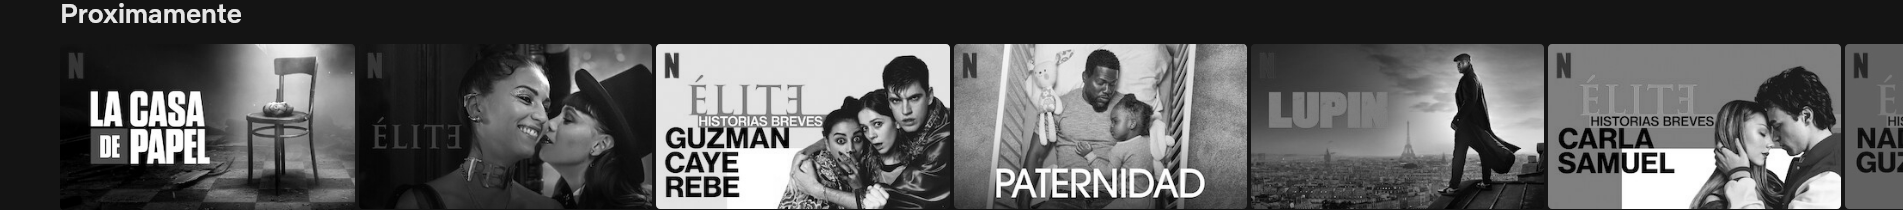 Proximamente
N
LA CASA
DE PAPEL
N
ÉLITE
N
ÉLITE
HISTORIAS BREVES
GUZMAN
CAYE
REBE
N
PATERNIDAD
N
LUPIN
N
ÉLITE
HISTORIAS BREVES
CARLA
SAMUEL
N